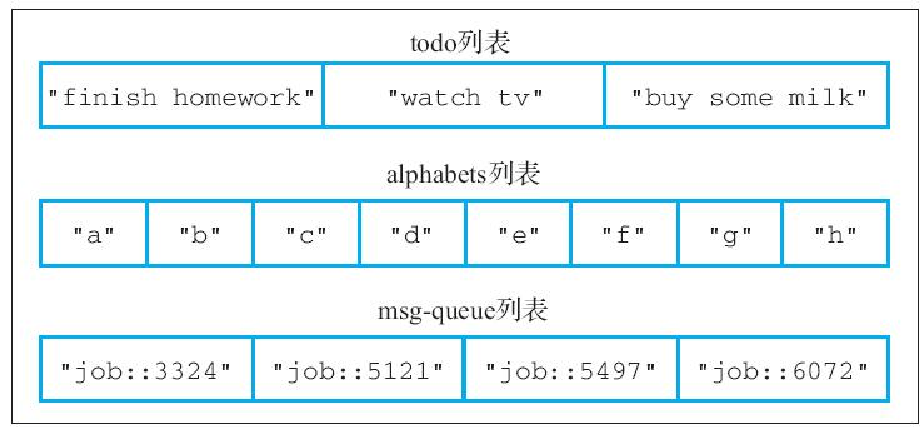 todo列表
"finish homework" "watch tv" "buy some milk"
alphabets列表
"a" "b" "c" "d" "e" "f" "g" "h"
msg-queue列表
"job::3324" "job::5121" "job::5497" "job::6072"